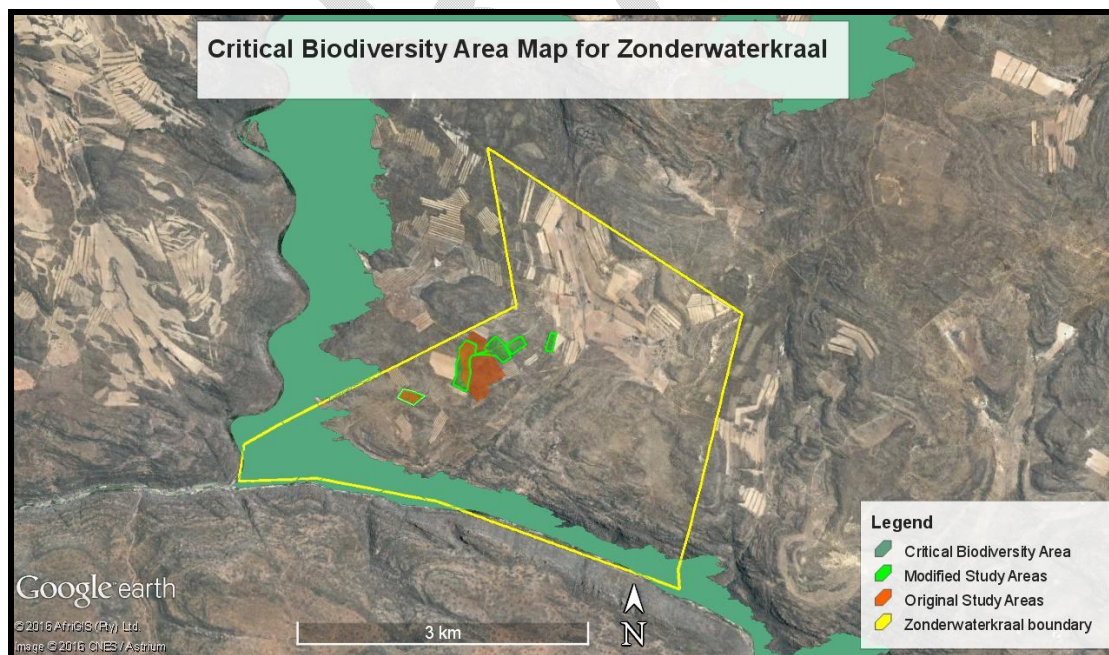 Critical Biodiversity Area Map for Zonderwaterkraal
Legend
Critical Biodiversity Area
Modified Study Areas
Original Study Areas
Zonderwaterkraal boundary
Google earth
© 2016 AfriGIS (Pty) Ltd.
Image © 2016 CNES / Astrium
3 km
N